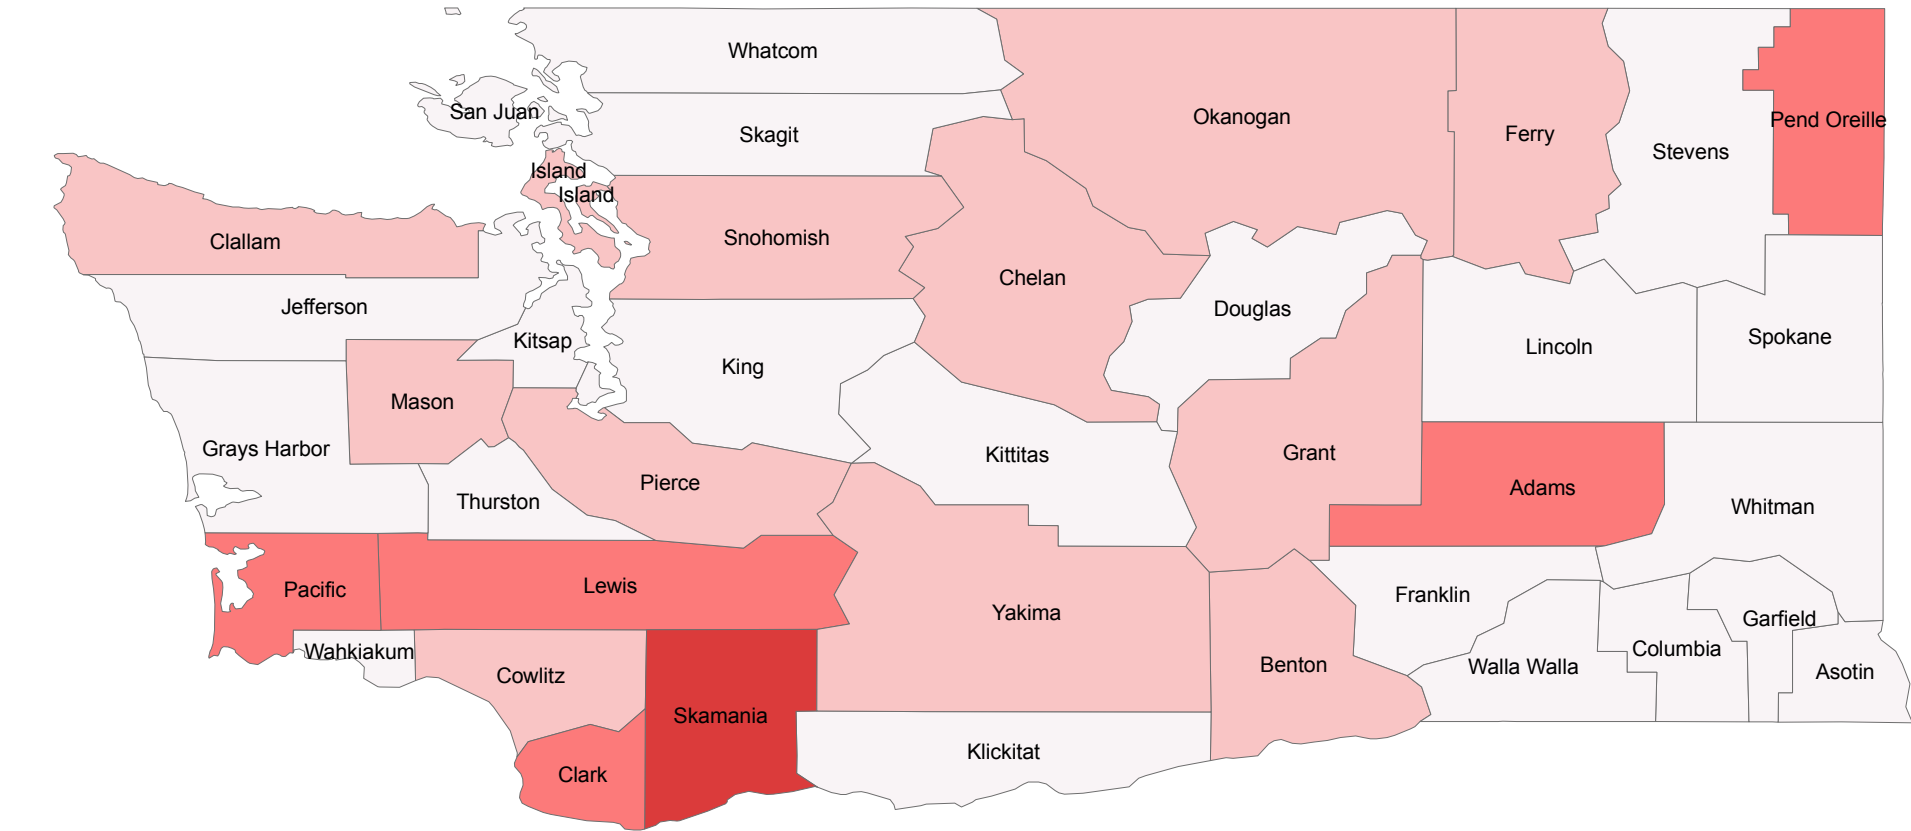 Whatcom
San Juan
Skagit
Okanogan
Ferry
Stevens
Pend Oreille
Island
Island
Clallam
Snohomish
Chelan
Jefferson
Kitsap
King
Douglas
Lincoln
Spokane
Mason
Grays Harbor
Thurston
Pierce
Kittitas
Grant
Adams
Whitman
Pacific
Lewis
Yakima
Franklin
Garfield
Wahkiakum
Cowlitz
Benton
Walla Walla
Columbia
Asotin
Skamania
Klickitat
Clark